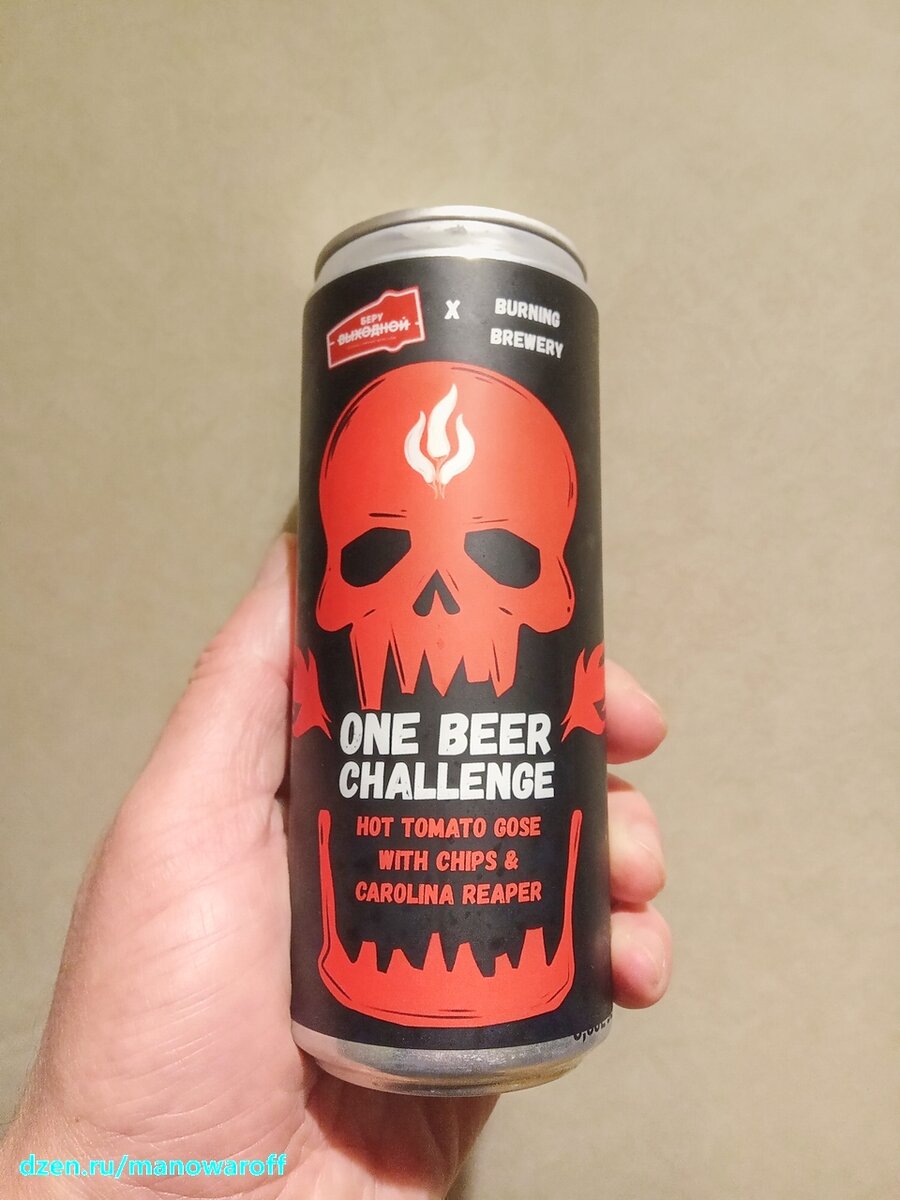 БЕРУ
ВЫХОДНОЙ
X
BURNING
BREWERY
ONE BEER
CHALLENGE
HOT TOMATO GOSE
WITH CHIPS &
CAROLINA REAPER
dzen.ru/manowaroff